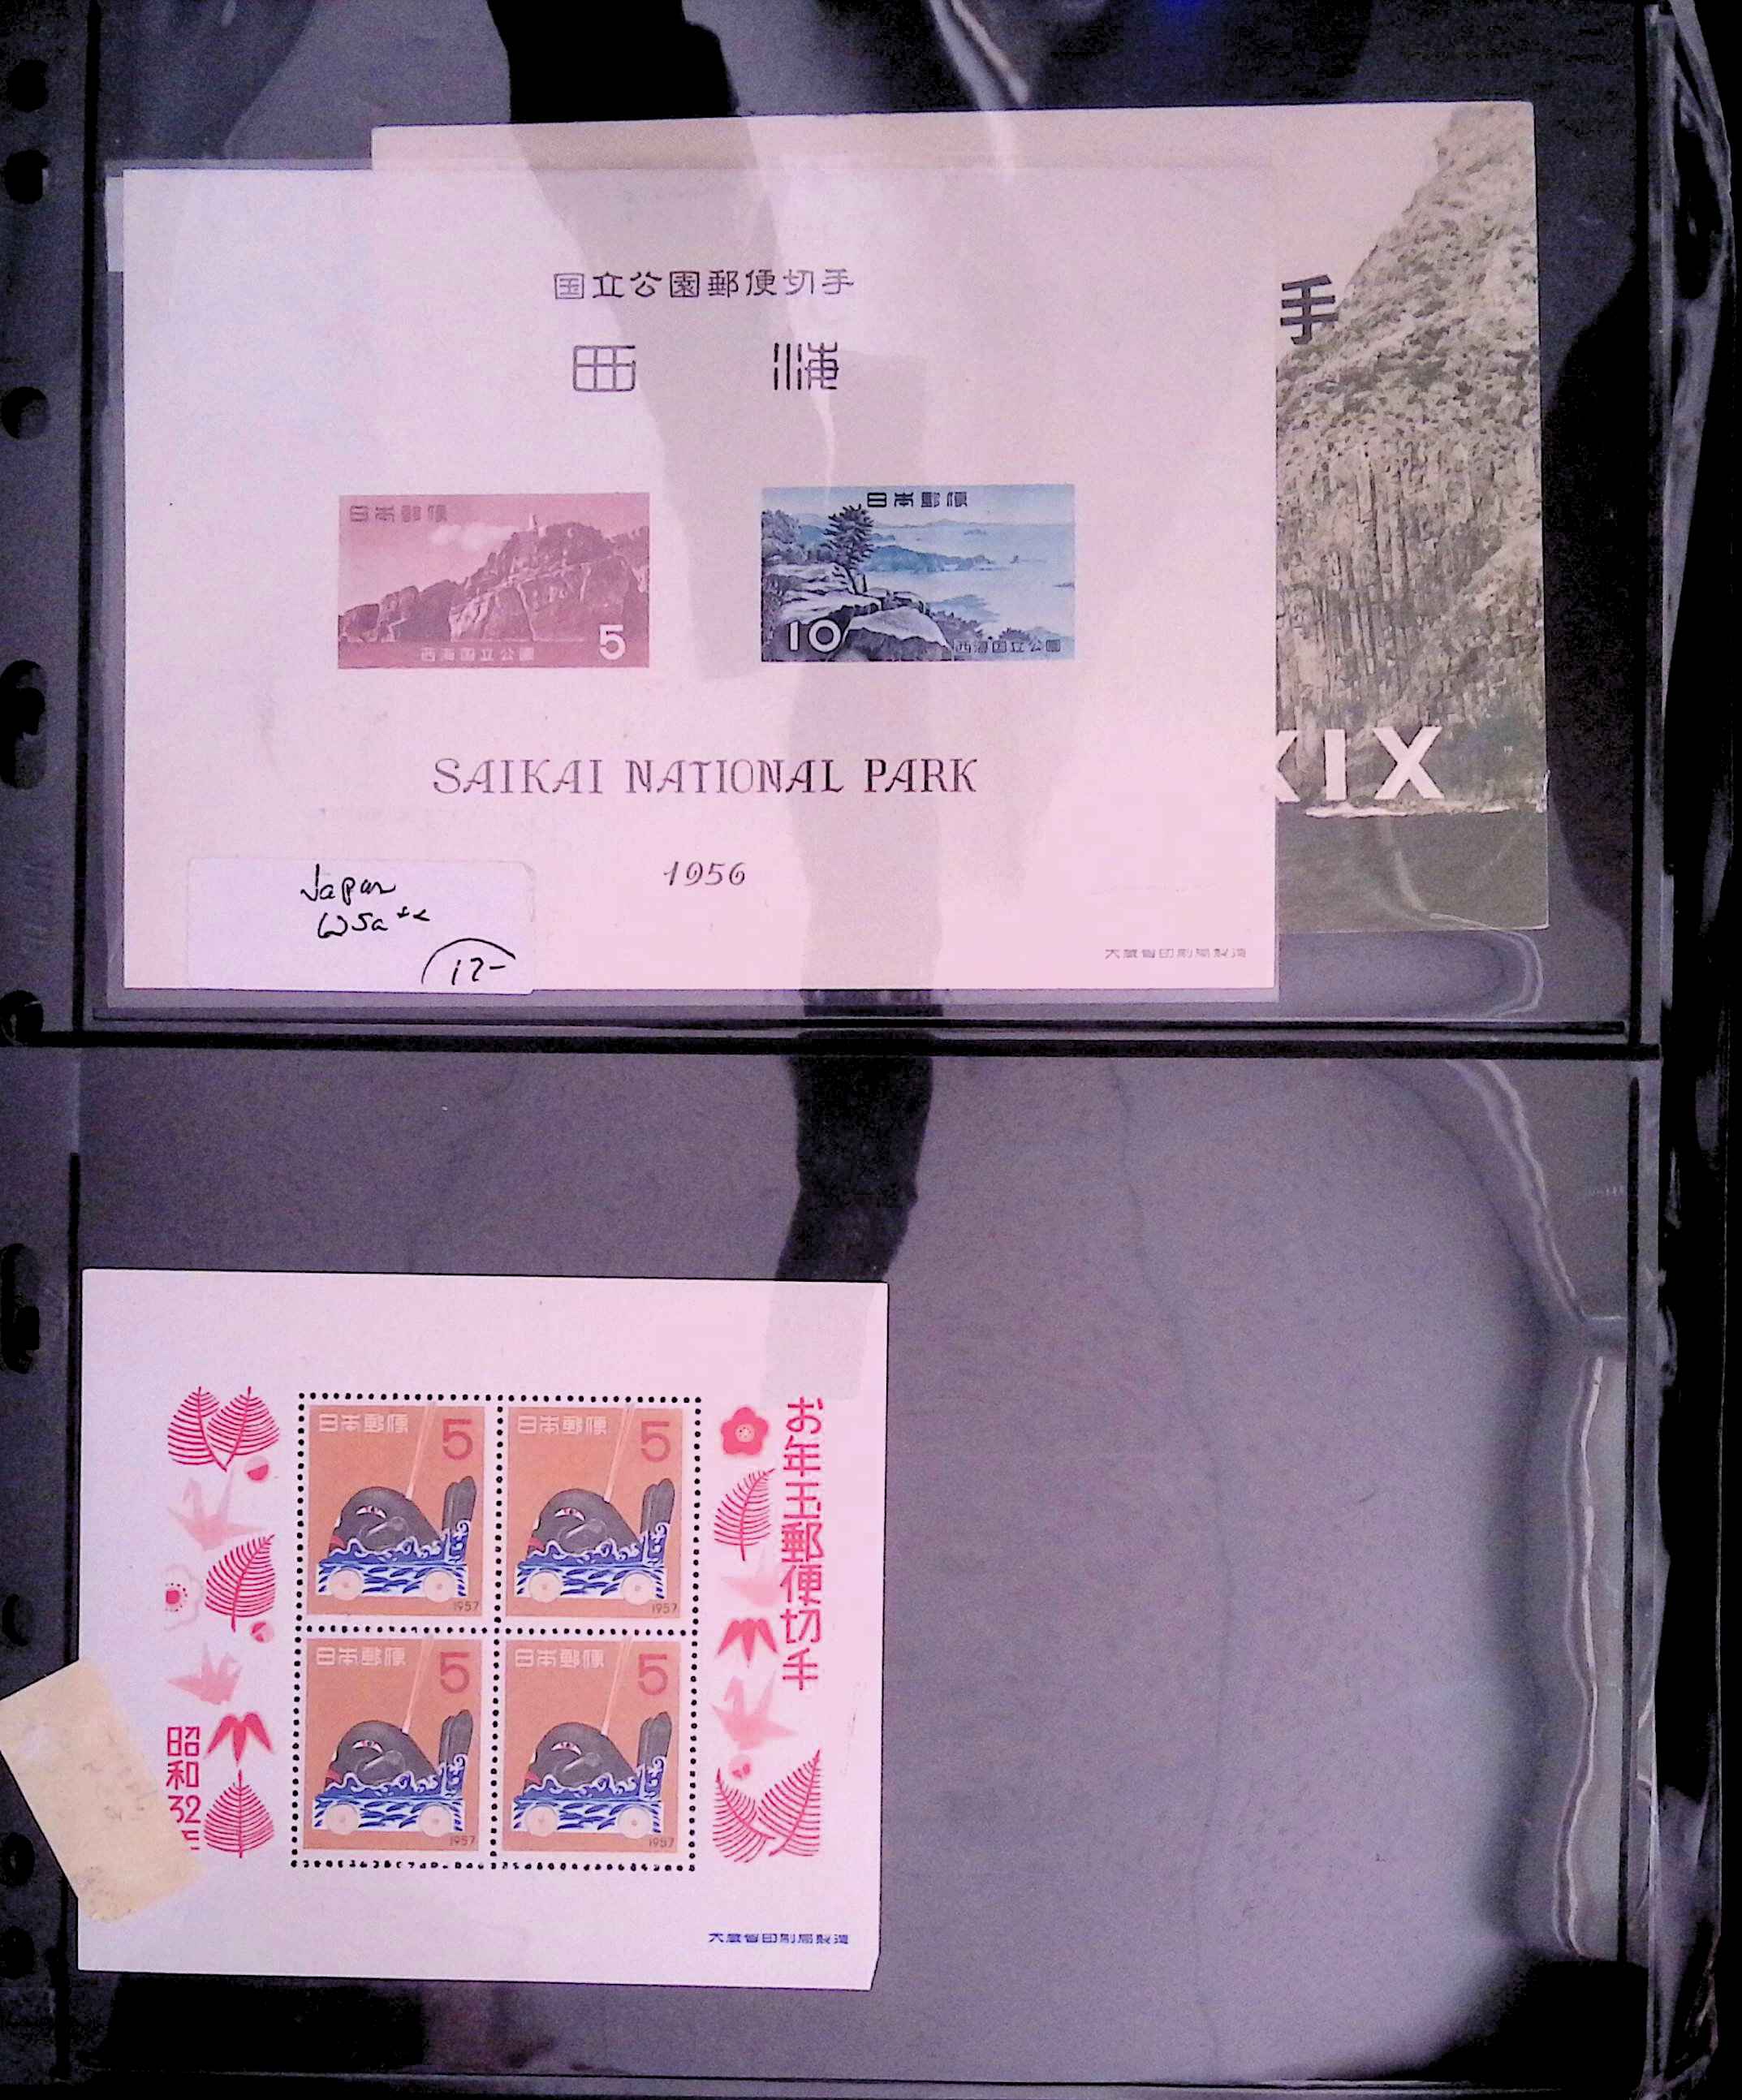 国立公園郵便切手
西海
手
日本郵便
西海国立公園
5
日本郵便
10
西海国立公園
XIX
SAIKAI NATIONAL PARK
1956
Japan
17-
大蔵省印刷局製造
お年玉郵便切手
日本郵便 5
1957
日本郵便 5
1957
日本郵便 5
1957
日本郵便 5
1957
昭和32年
大蔵省印刷局製造